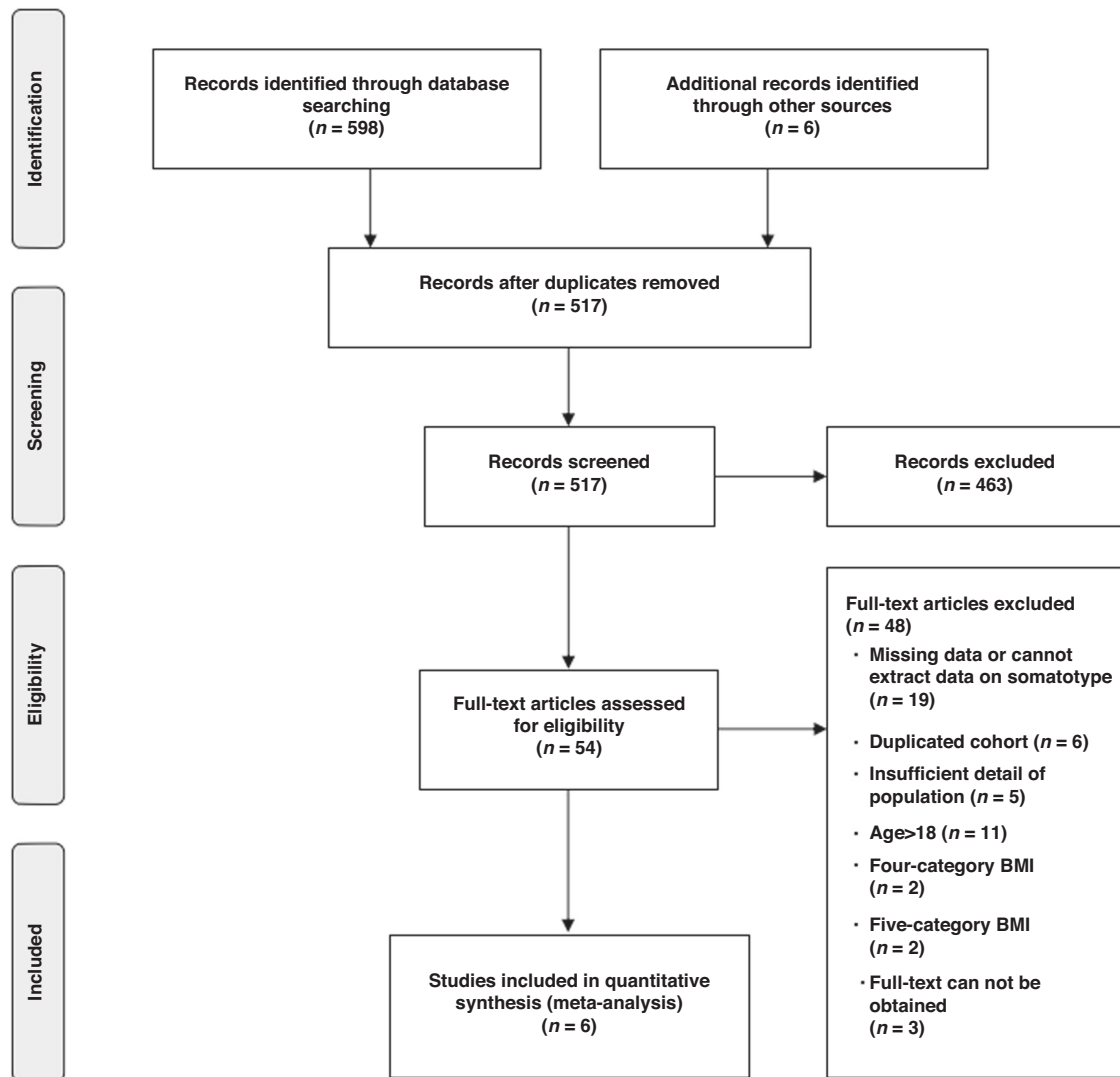 Identification
Records identified through database
searching
(n = 598)
Additional records identified
through other sources
(n = 6)
Records after duplicates removed
(n = 517)
Screening
Records screened
(n = 517)
Records excluded
(n = 463)
Eligibility
Full-text articles assessed
for eligibility
(n = 54)
Full-text articles excluded
(n = 48)
· Missing data or cannot
extract data on somatotype
(n = 19)
· Duplicated cohort (n = 6)
· Insufficient detail of
population (n = 5)
· Age>18 (n = 11)
· Four-category BMI
(n = 2)
· Five-category BMI
(n = 2)
· Full-text can not be
obtained
(n = 3)
Included
Studies included in quantitative
synthesis (meta-analysis)
(n = 6)